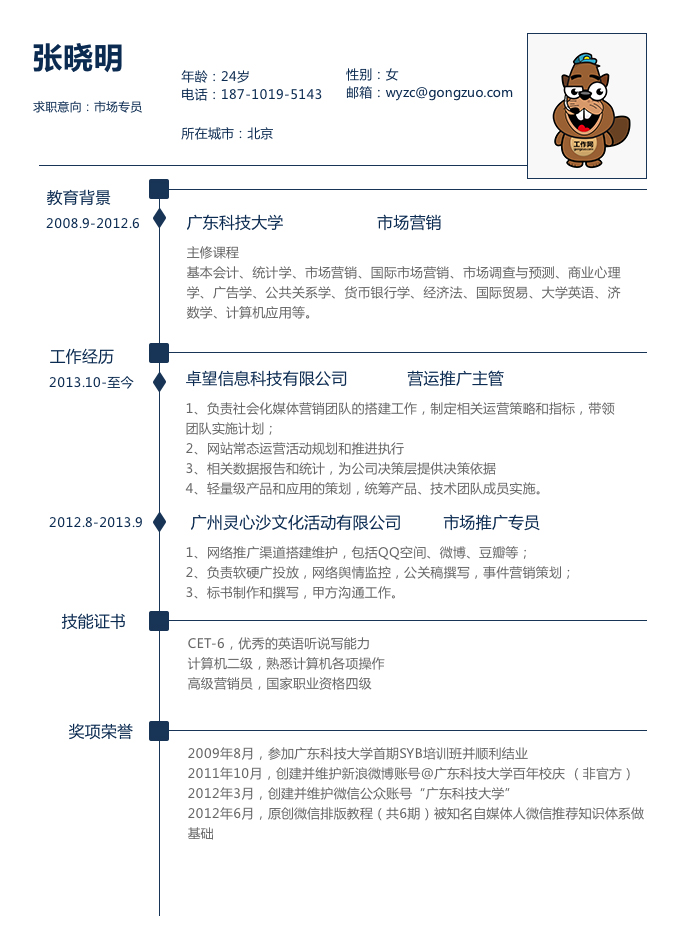 张晓明
年龄：24岁
性别：女
电话：187-1019-5143
邮箱：wyzc@gongzuo.com
求职意向：市场专员
所在城市：北京
工作网
教育背景
2008.9-2012.6
广东科技大学
市场营销
主修课程
基本会计、统计学、市场营销、国际市场营销、市场调查与预测、商业心理
学、广告学、公共关系学、货币银行学、经济法、国际贸易、大学英语、济
数学、计算机应用等。
工作经历
2013.10-至今
卓望信息科技有限公司
营运推广主管
1、负责社会化媒体营销团队的搭建工作，制定相关运营策略和指标，带领
团队实施计划；
2、网站常态运营活动规划和推进执行
3、相关数据报告和统计，为公司决策层提供决策依据
4、轻量级产品和应用的策划，统筹产品、技术团队成员实施。
2012.8-2013.9
广州灵心沙文化活动有限公司
市场推广专员
1、网络推广渠道搭建维护，包括QQ空间、微博、豆瓣等；
2、负责软硬广投放，网络舆情监控，公关稿撰写，事件营销策划；
3、标书制作和撰写，甲方沟通工作。
技能证书
CET-6，优秀的英语听说写能力
计算机二级，熟悉计算机各项操作
高级营销员，国家职业资格四级
奖项荣誉
2009年8月，参加广东科技大学首期SYB培训班并顺利结业
2011年10月，创建并维护新浪微博账号@广东科技大学百年校庆 （非官方）
2012年3月，创建并维护微信公众账号“广东科技大学”
2012年6月，原创微信排版教程（共6期）被知名自媒体人微信推荐知识体系做
基础